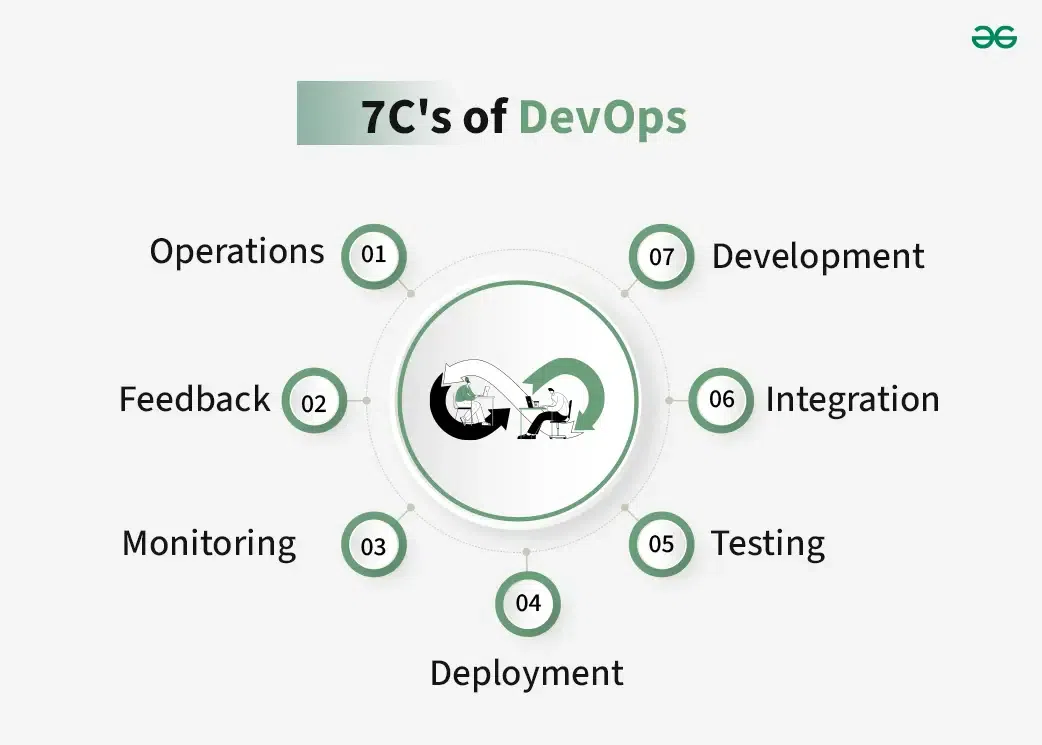 7C's of DevOps
Operations 01
07 Development
Feedback 02
06 Integration
Monitoring 03
05 Testing
04
Deployment